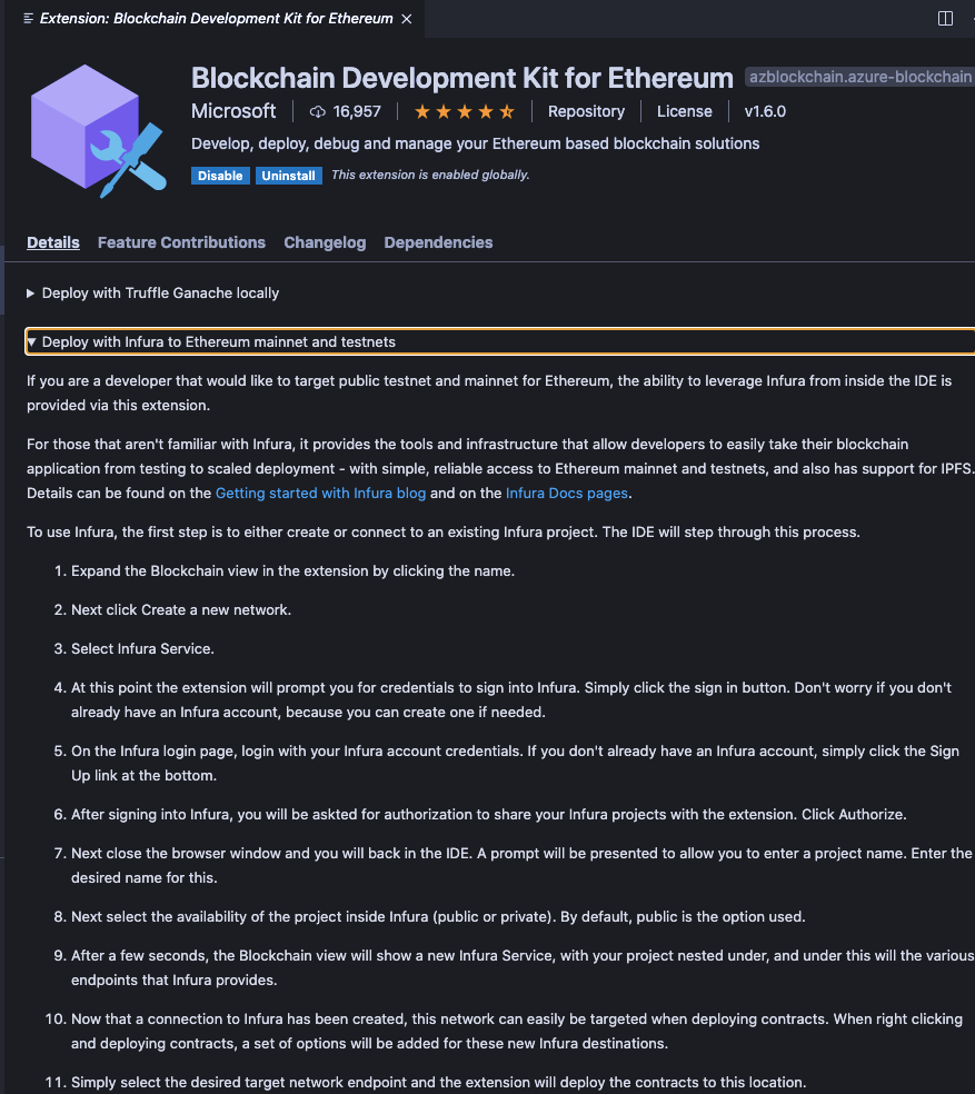 Extension: Blockchain Development Kit for Ethereum
Blockchain Development Kit for Ethereum azblockchain.azure-blockchain
Microsoft 16,957 Repository License v1.6.0
Develop, deploy, debug and manage your Ethereum based blockchain solutions
Disable Uninstall This extension is enabled globally.
Details Feature Contributions Changelog Dependencies
Deploy with Truffle Ganache locally
Deploy with Infura to Ethereum mainnet and testnets
If you are a developer that would like to target public testnet and mainnet for Ethereum, the ability to leverage Infura from inside the IDE is
provided via this extension.
For those that aren't familiar with Infura, it provides the tools and infrastructure that allow developers to easily take their blockchain
application from testing to scaled deployment - with simple, reliable access to Ethereum mainnet and testnets, and also has support for IPFS.
Details can be found on the Getting started with Infura blog and on the Infura Docs pages.
To use Infura, the first step is to either create or connect to an existing Infura project. The IDE will step through this process.
1. Expand the Blockchain view in the extension by clicking the name.
2. Next click Create a new network.
3. Select Infura Service.
4. At this point the extension will prompt you for credentials to sign into Infura. Simply click the sign in button. Don't worry if you don't
already have an Infura account, because you can create one if needed.
5. On the Infura login page, login with your Infura account credentials. If you don't already have an Infura account, simply click the Sign
Up link at the bottom.
6. After signing into Infura, you will be askted for authorization to share your Infura projects with the extension. Click Authorize.
7. Next close the browser window and you will back in the IDE. A prompt will be presented to allow you to enter a project name. Enter the
desired name for this.
8. Next select the availability of the project inside Infura (public or private). By default, public is the option used.
9. After a few seconds, the Blockchain view will show a new Infura Service, with your project nested under, and under this will the various
endpoints that Infura provides.
10. Now that a connection to Infura has been created, this network can easily be targeted when deploying contracts. When right clicking
and deploying contracts, a set of options will be added for these new Infura destinations.
11. Simply select the desired target network endpoint and the extension will deploy the contracts to this location.